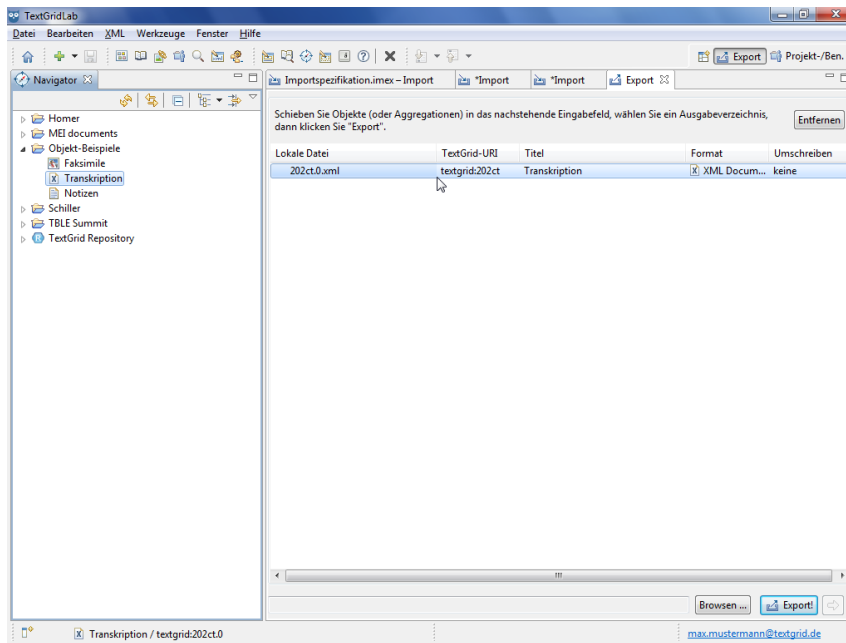 TextGridLab
Datei Bearbeiten XML Werkzeuge Fenster Hilfe
Export Projekt-/Ben.
Navigator
Importspezifikation.imex – Import *Import *Import Export
Homer
MEI documents
Objekt-Beispiele
Faksimile
Transkription
Notizen
Schiller
TBLE Summit
TextGrid Repository
Schieben Sie Objekte (oder Aggregationen) in das nachstehende Eingabefeld, wählen Sie ein Ausgabeverzeichnis,
dann klicken Sie "Export".
Entfernen
Lokale Datei TextGrid-URI Titel Format Umschreiben
202ct.0.xml textgrid:202ct Transkription XML Docum... keine
Browsen ... Export!
Transkription / textgrid:202ct.0
max.mustermann@textgrid.de